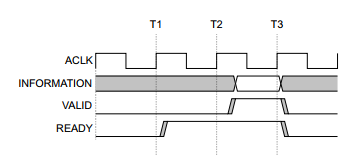 T1 T2 T3
ACLK
INFORMATION
VALID
READY